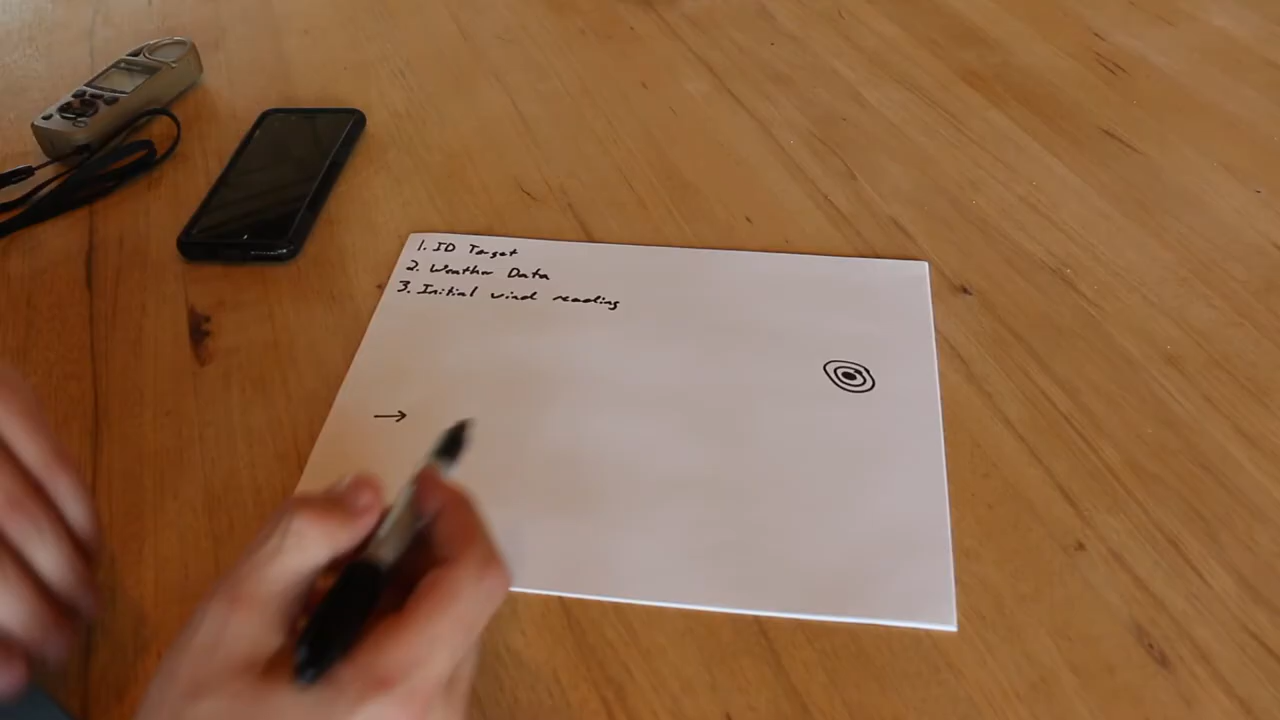 1. ID Target
2. Weather Data
3. Initial wind reading